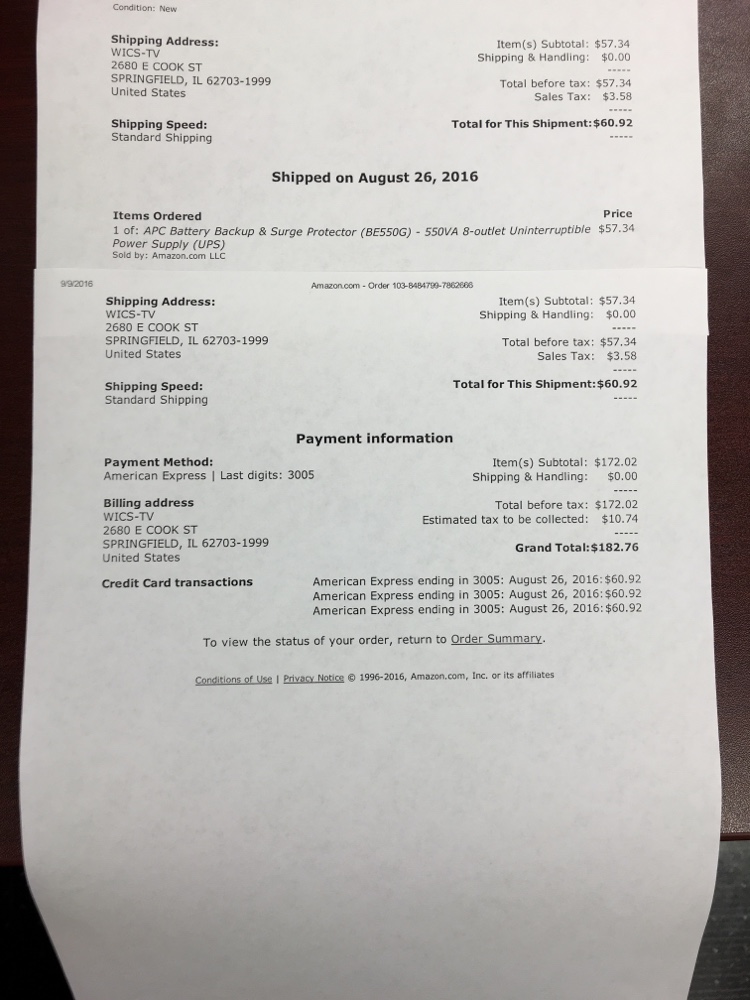 Condition: New
Shipping Address:
WICS-TV
2680 E COOK ST
SPRINGFIELD, IL 62703-1999
United States
Item(s) Subtotal: $57.34
Shipping & Handling: $0.00
-----
Total before tax: $57.34
Sales Tax: $3.58
-----
Shipping Speed:
Standard Shipping
Total for This Shipment:$60.92
-----
Shipped on August 26, 2016
Items Ordered Price
1 of: APC Battery Backup & Surge Protector (BE550G) - 550VA 8-outlet Uninterruptible $57.34
Power Supply (UPS)
Sold by: Amazon.com LLC
9/9/2016 Amazon.com - Order 103-8484799-7862666
Shipping Address:
WICS-TV
2680 E COOK ST
SPRINGFIELD, IL 62703-1999
United States
Item(s) Subtotal: $57.34
Shipping & Handling: $0.00
-----
Total before tax: $57.34
Sales Tax: $3.58
-----
Shipping Speed:
Standard Shipping
Total for This Shipment:$60.92
-----
Payment information
Payment Method:
American Express | Last digits: 3005
Item(s) Subtotal: $172.02
Shipping & Handling: $0.00
-----
Billing address
WICS-TV
2680 E COOK ST
SPRINGFIELD, IL 62703-1999
United States
Total before tax: $172.02
Estimated tax to be collected: $10.74
-----
Grand Total:$182.76
Credit Card transactions
American Express ending in 3005: August 26, 2016:$60.92
American Express ending in 3005: August 26, 2016:$60.92
American Express ending in 3005: August 26, 2016:$60.92
To view the status of your order, return to Order Summary.
Conditions of Use | Privacy Notice © 1996-2016, Amazon.com, Inc. or its affiliates